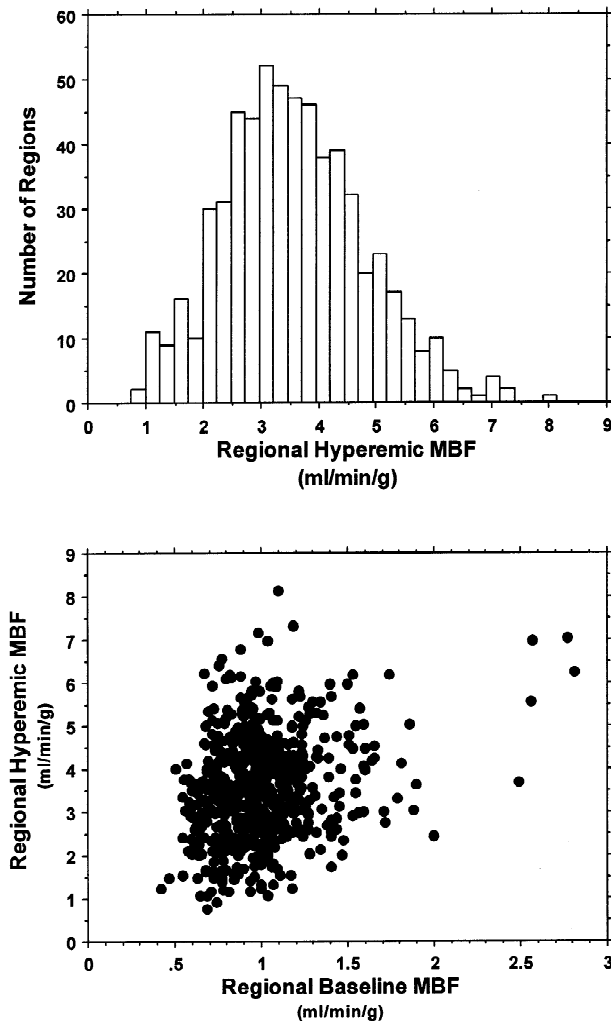 60
50
40
30
20
10
0
Number of Regions
0 1 2 3 4 5 6 7 8 9
Regional Hyperemic MBF
(ml/min/g)
9
8
7
6
5
4
3
2
1
0
Regional Hyperemic MBF
(ml/min/g)
0 .5 1 1.5 2 2.5 3
Regional Baseline MBF
(ml/min/g)